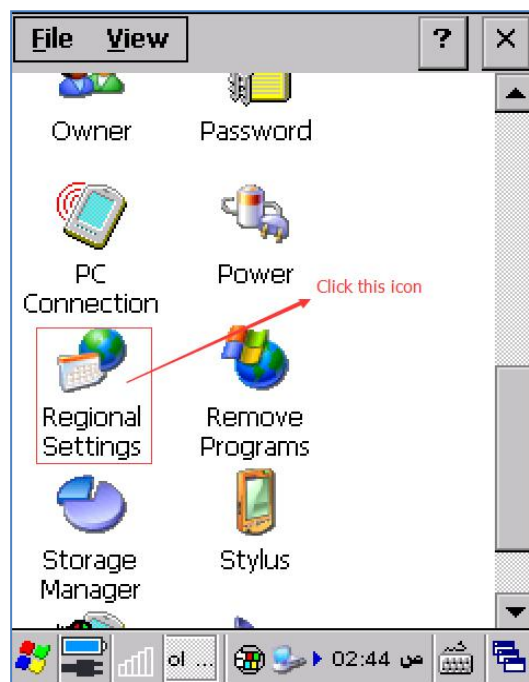 File View ? ×
Owner Password
PC Connection
Power
Click this icon
Regional Settings
Remove Programs
Storage Manager
Stylus
ol ... 02:44 ص